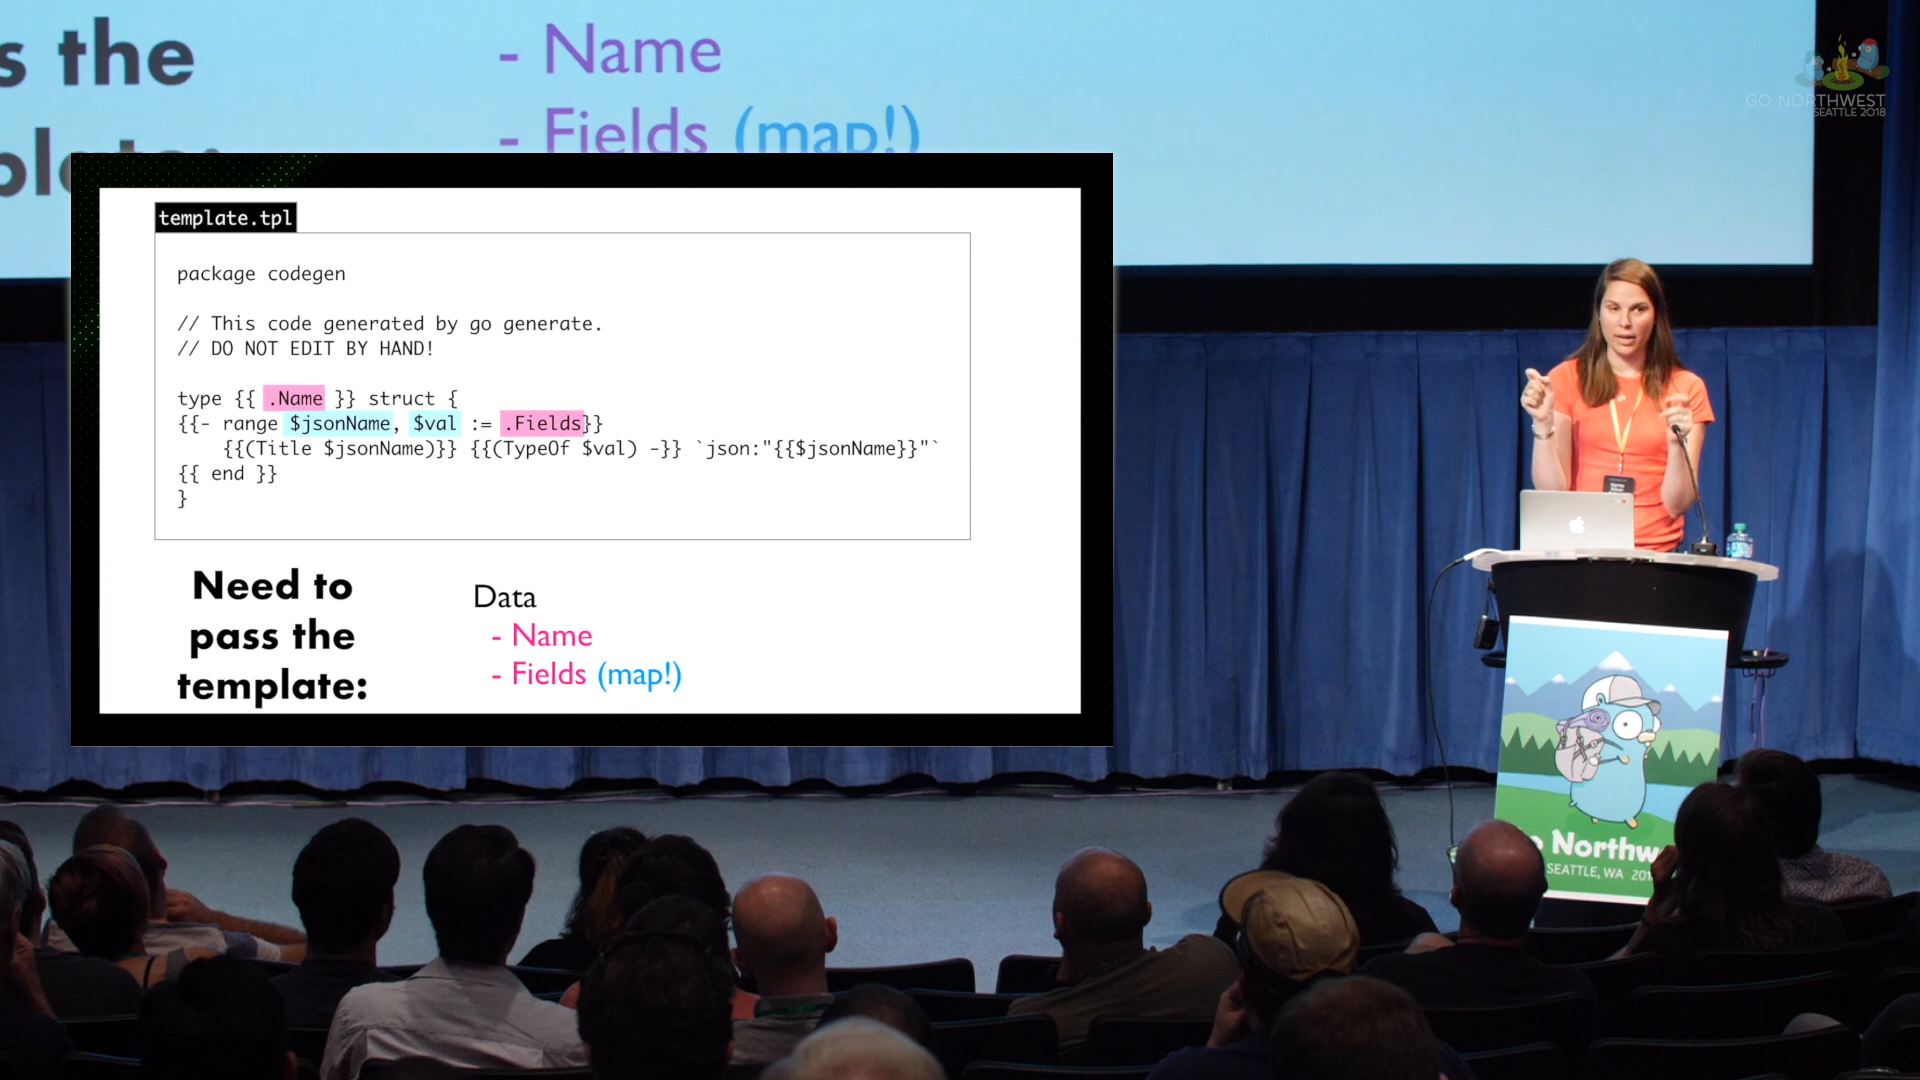 s the
- Name
- Fields (map!)
GO NORTHWEST
SEATTLE 2018
template.tpl
package codegen
// This code generated by go generate.
// DO NOT EDIT BY HAND!
type {{ .Name }} struct {
{{- range $jsonName, $val := .Fields}}
{{(Title $jsonName)}} {{(TypeOf $val) -}} `json:"{{$jsonName}}"`
{{ end }}
}
Need to
pass the
template:
Data
- Name
- Fields (map!)
Northw
SEATTLE, WA 201